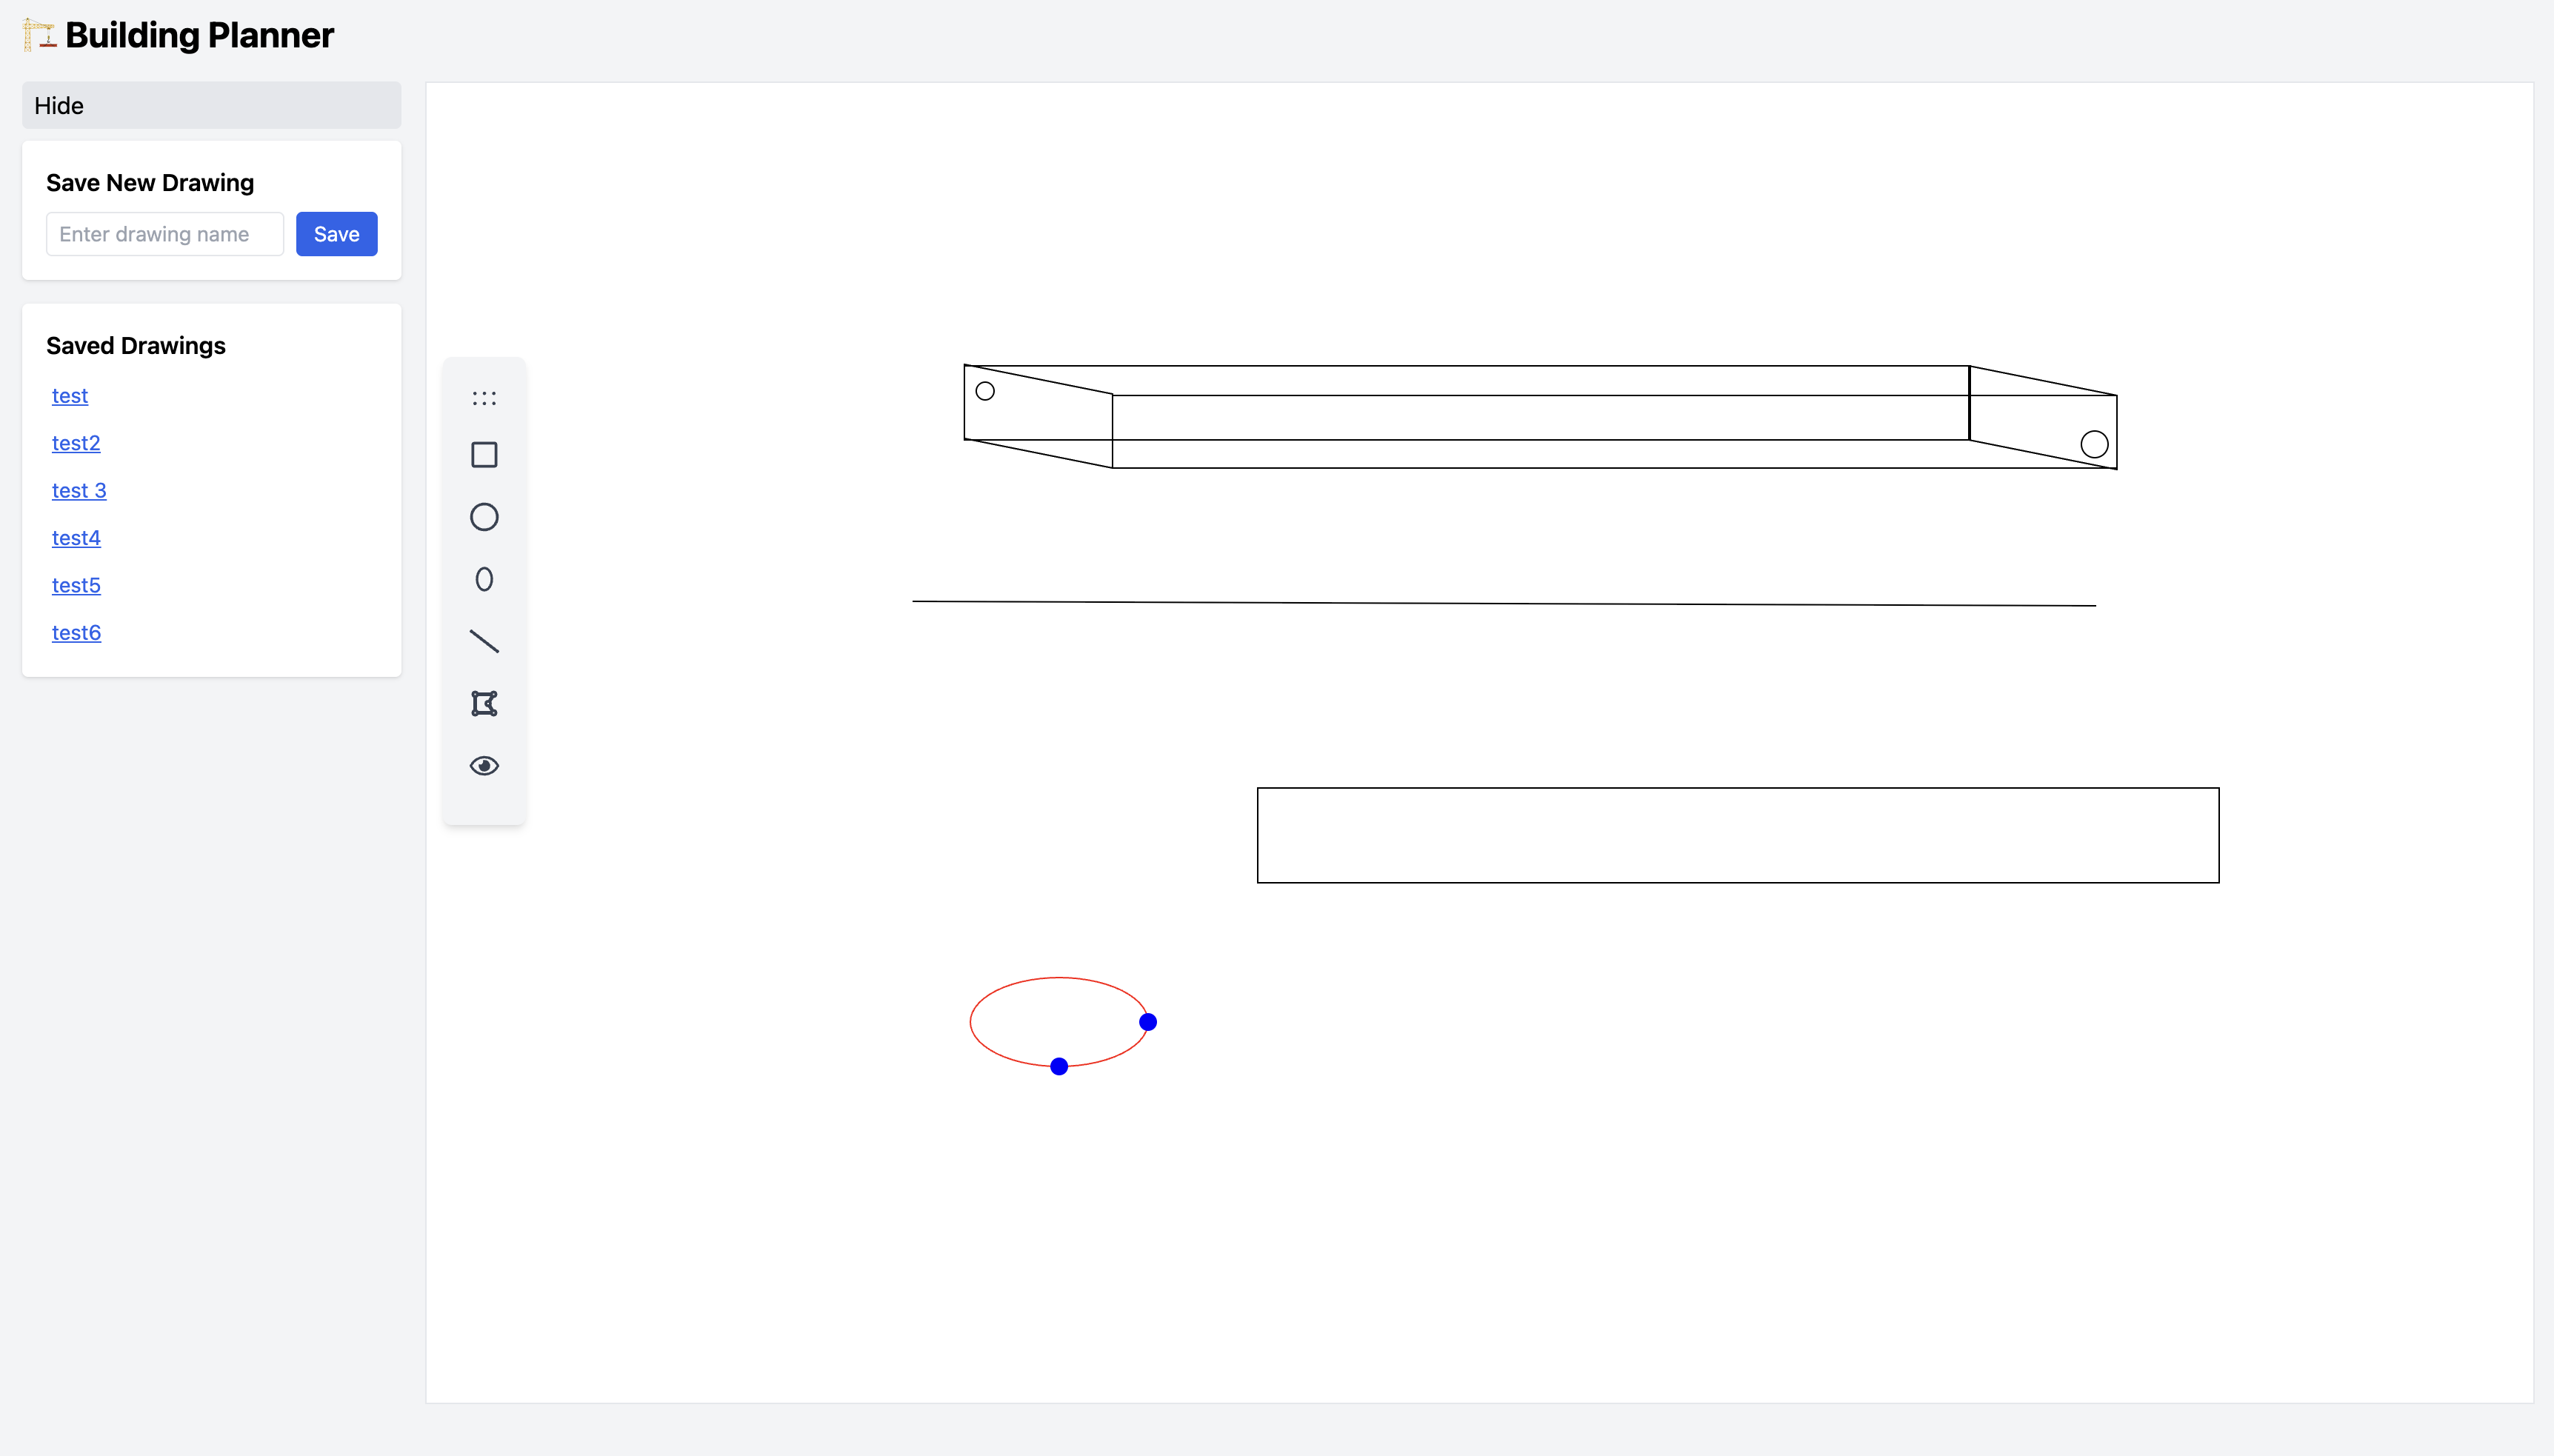 Building Planner
Hide
Save New Drawing
Enter drawing name
Save
Saved Drawings
test
test2
test 3
test4
test5
test6